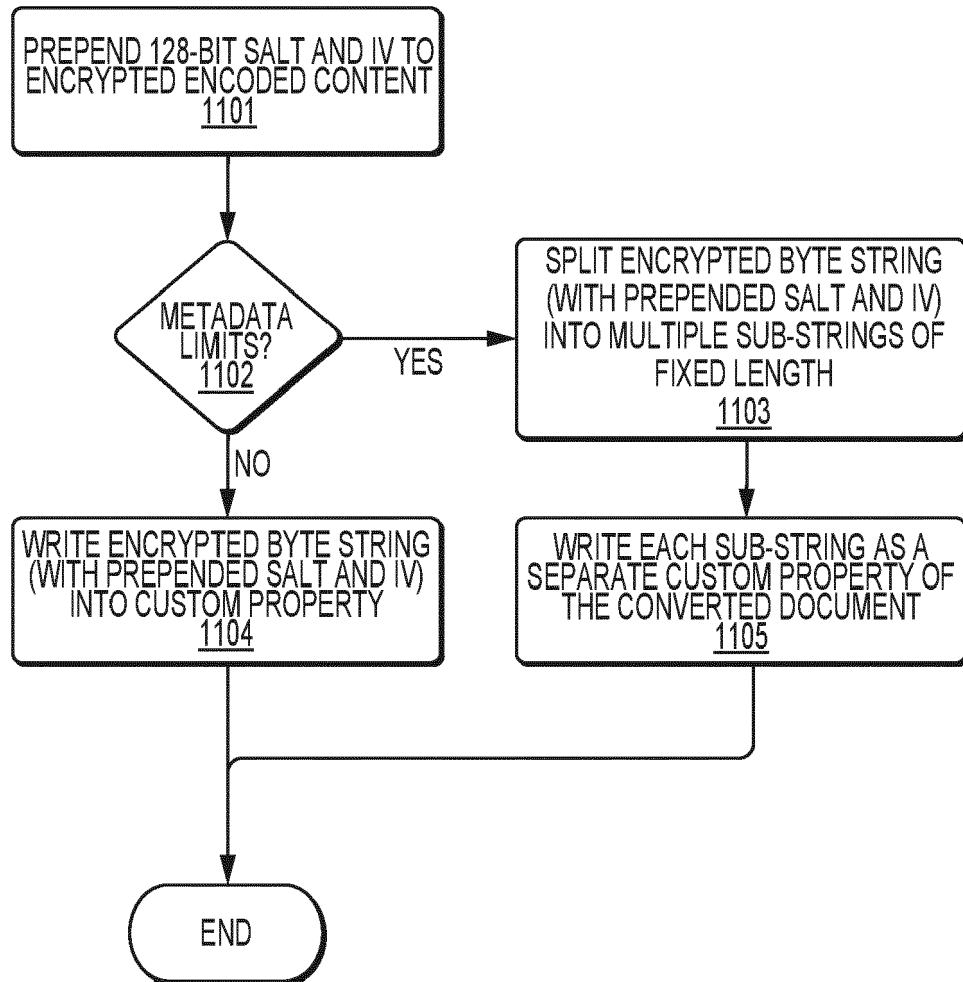 PREPEND 128-BIT SALT AND IV TO
ENCRYPTED ENCODED CONTENT
1101
METADATA
LIMITS?
1102
YES
SPLIT ENCRYPTED BYTE STRING
(WITH PREPENDED SALT AND IV)
INTO MULTIPLE SUB-STRINGS OF
FIXED LENGTH
1103
NO
WRITE ENCRYPTED BYTE STRING
(WITH PREPENDED SALT AND IV)
INTO CUSTOM PROPERTY
1104
WRITE EACH SUB-STRING AS A
SEPARATE CUSTOM PROPERTY OF
THE CONVERTED DOCUMENT
1105
END